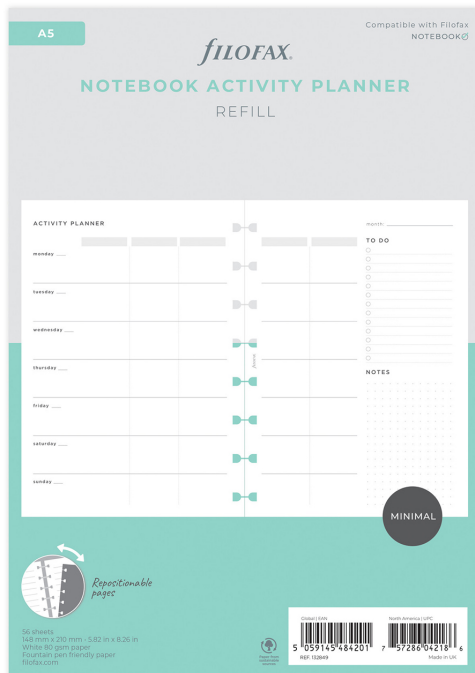 A5
Compatible with Filofax
NOTEBOOK
fILOFAX®
NOTEBOOK ACTIVITY PLANNER
REFILL
ACTIVITY PLANNER
month:
TO DO
monday
tuesday
wednesday
thursday
NOTES
friday
saturday
sunday
MINIMAL
Repositionable
pages
56 sheets
148 mm x 210 mm - 5.82 in x 8.26 in
White 80 gsm paper
Fountain pen friendly paper
filofax.com
Global | EAN
5 059145 484201
REF. 132849
North America | UPC
7 57286 04218 6
Made in UK